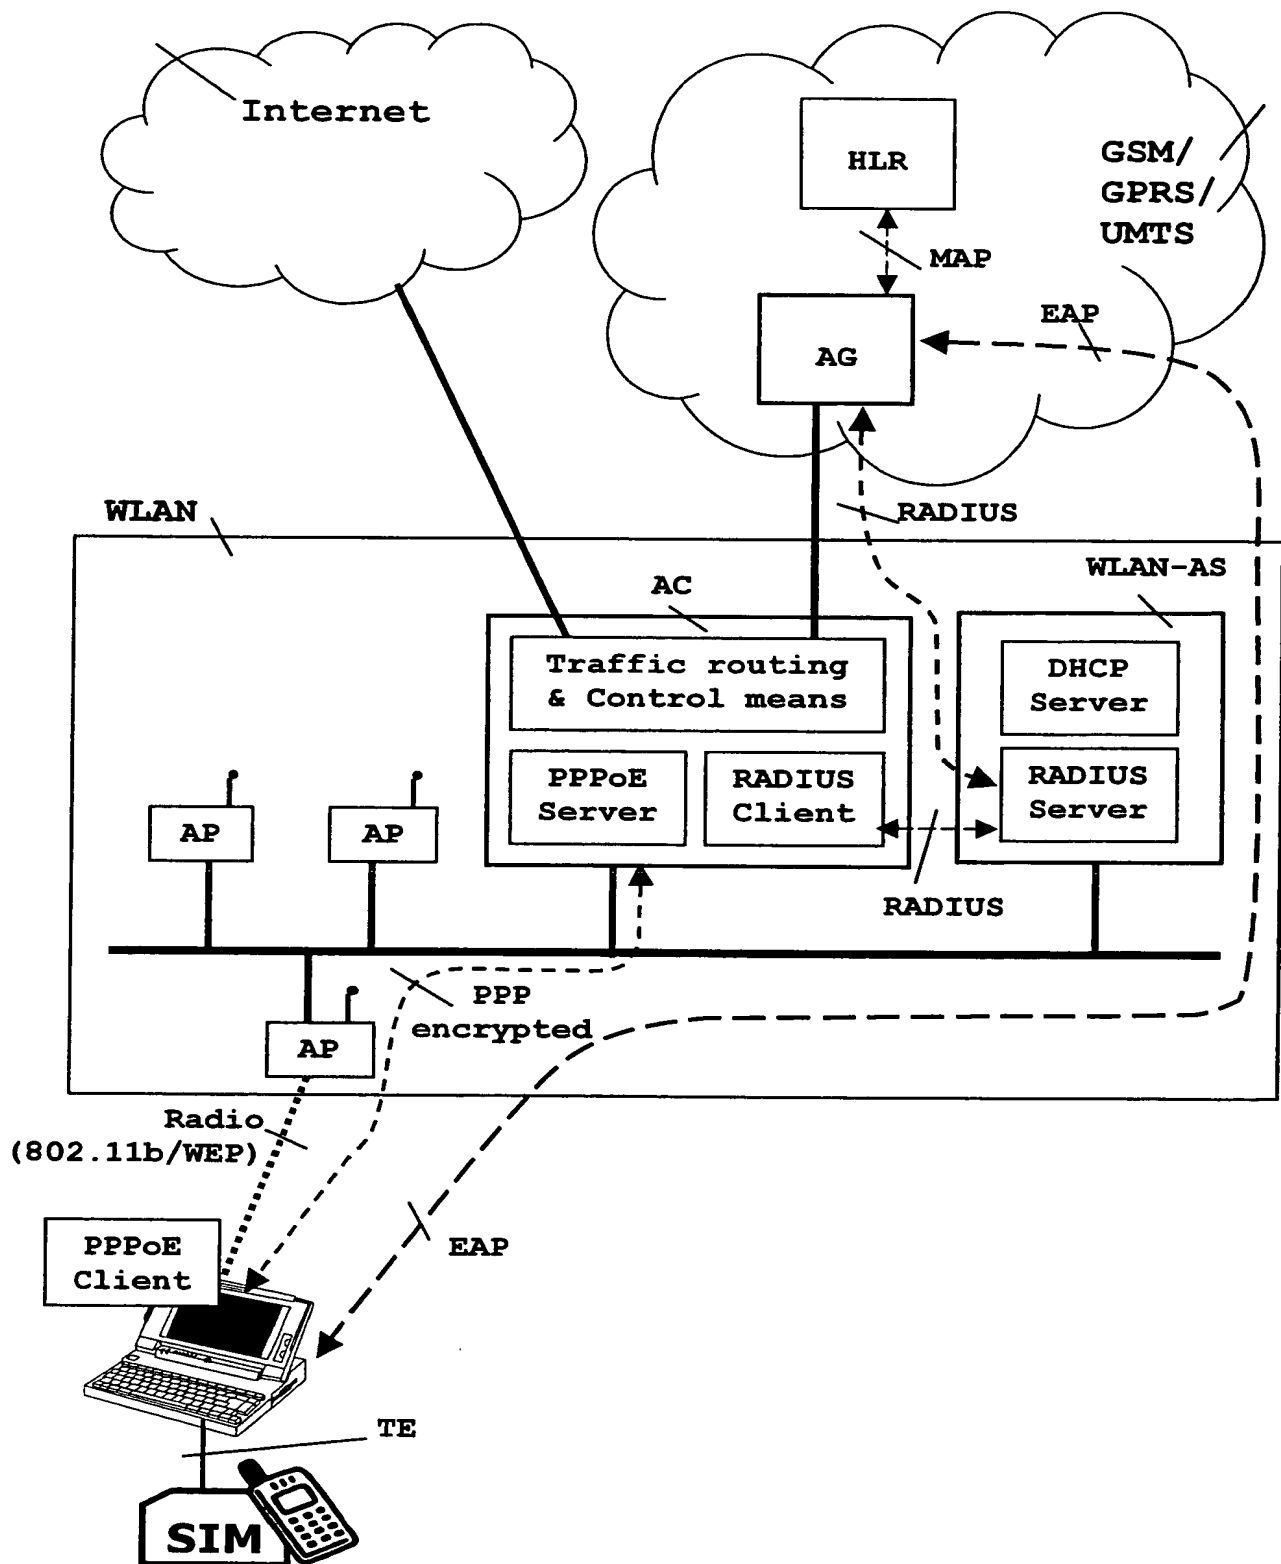 Internet
HLR
GSM/
GPRS/
UMTS
MAP
EAP
AG
RADIUS
WLAN
WLAN-AS
AC
Traffic routing
& Control means
DHCP
Server
PPPoE
Server
RADIUS
Client
RADIUS
Server
AP
AP
RADIUS
PPP
encrypted
AP
Radio
(802.11b/WEP)
PPPoE
Client
EAP
TE
SIM